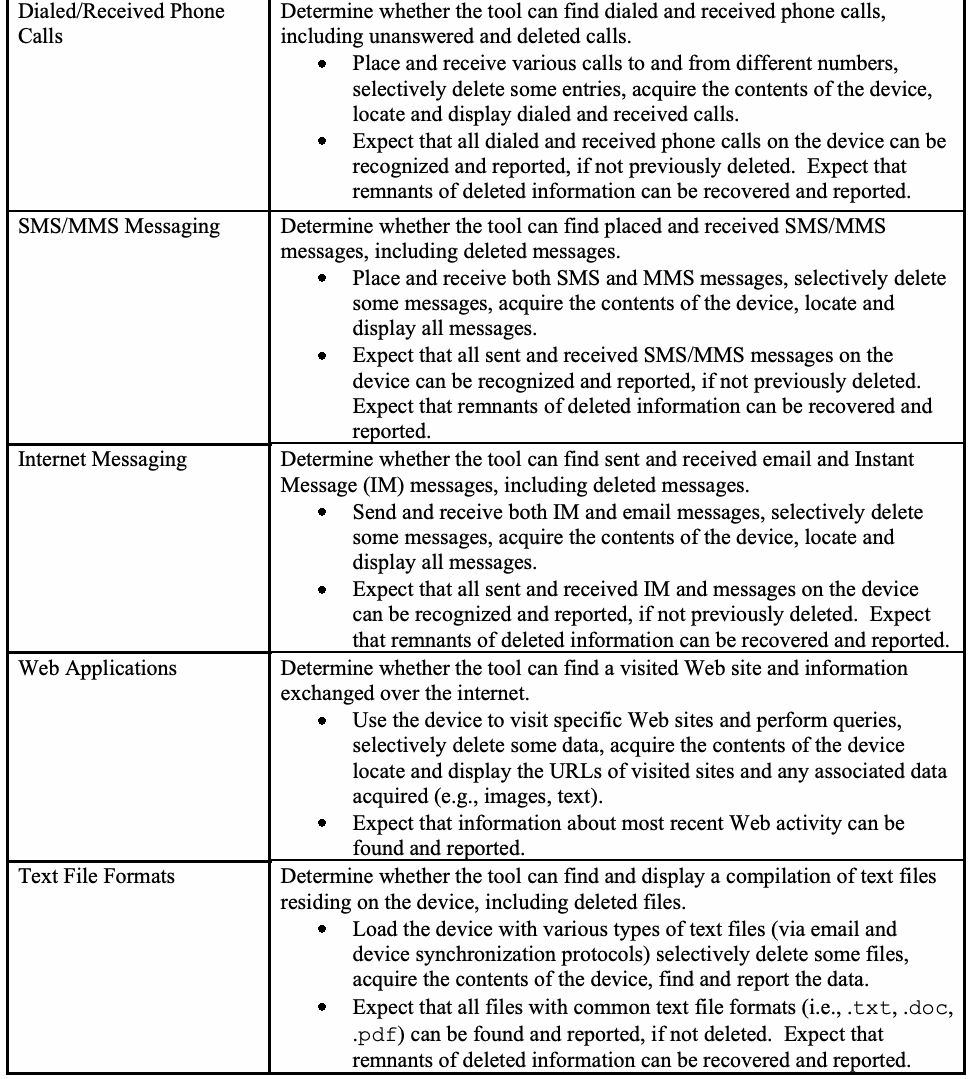 Dialed/Received Phone
Calls
Determine whether the tool can find dialed and received phone calls,
including unanswered and deleted calls.
• Place and receive various calls to and from different numbers,
selectively delete some entries, acquire the contents of the device,
locate and display dialed and received calls.
• Expect that all dialed and received phone calls on the device can be
recognized and reported, if not previously deleted.  Expect that
remnants of deleted information can be recovered and reported.
SMS/MMS Messaging
Determine whether the tool can find placed and received SMS/MMS
messages, including deleted messages.
• Place and receive both SMS and MMS messages, selectively delete
some messages, acquire the contents of the device, locate and
display all messages.
• Expect that all sent and received SMS/MMS messages on the
device can be recognized and reported, if not previously deleted.
Expect that remnants of deleted information can be recovered and
reported.
Internet Messaging
Determine whether the tool can find sent and received email and Instant
Message (IM) messages, including deleted messages.
• Send and receive both IM and email messages, selectively delete
some messages, acquire the contents of the device, locate and
display all messages.
• Expect that all sent and received IM and messages on the device
can be recognized and reported, if not previously deleted.  Expect
that remnants of deleted information can be recovered and reported.
Web Applications
Determine whether the tool can find a visited Web site and information
exchanged over the internet.
• Use the device to visit specific Web sites and perform queries,
selectively delete some data, acquire the contents of the device
locate and display the URLs of visited sites and any associated data
acquired (e.g., images, text).
• Expect that information about most recent Web activity can be
found and reported.
Text File Formats
Determine whether the tool can find and display a compilation of text files
residing on the device, including deleted files.
• Load the device with various types of text files (via email and
device synchronization protocols) selectively delete some files,
acquire the contents of the device, find and report the data.
• Expect that all files with common text file formats (i.e., .txt, .doc,
.pdf) can be found and reported, if not deleted.  Expect that
remnants of deleted information can be recovered and reported.